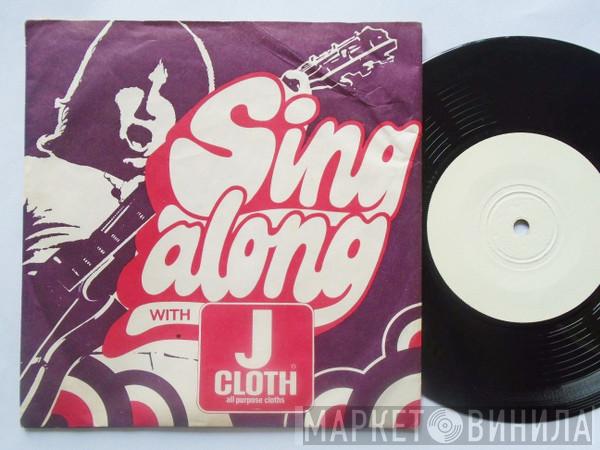 Sing
along
WITH
J
CLOTH
all purpose cloths
МАРКЕТ ВИНИЛА